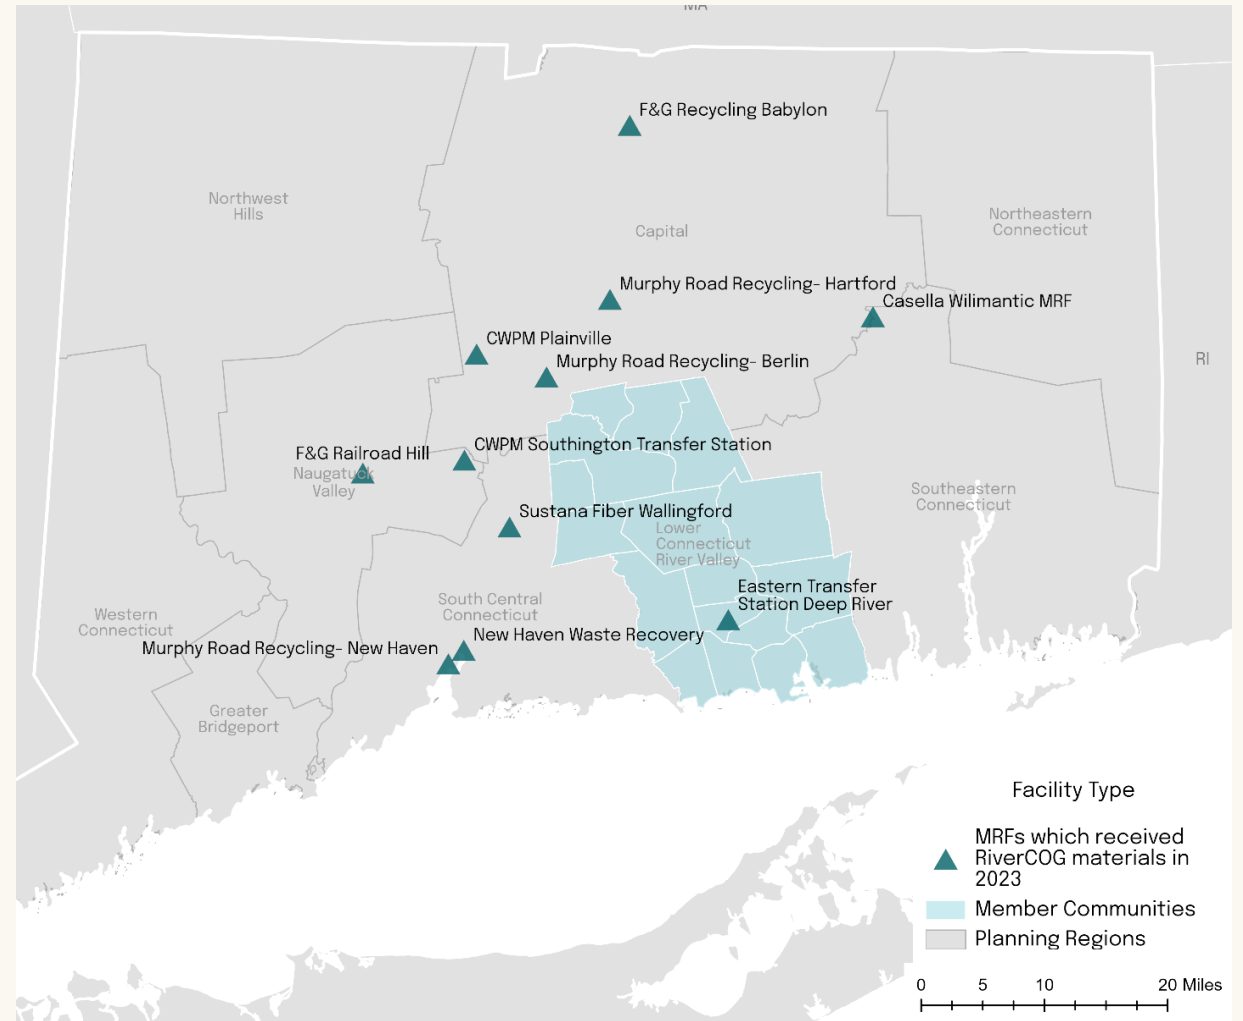 MA
F&G Recycling Babylon
Northwest
Hills
Northeastern
Connecticut
Capital
Murphy Road Recycling- Hartford
Casella Wilimantic MRF
CWPM Plainville
Murphy Road Recycling- Berlin
RI
CWPM Southington Transfer Station
F&G Railroad Hill
Naugatuck
Valley
Southeastern
Connecticut
Sustana Fiber Wallingford
Lower
Connecticut
River Valley
Eastern Transfer
Station Deep River
South Central
Connecticut
Western
Connecticut
New Haven Waste Recovery
Murphy Road Recycling- New Haven
Greater
Bridgeport
Facility Type
MRFs which received
RiverCOG materials in
2023
Member Communities
Planning Regions
0 5 10 20 Miles